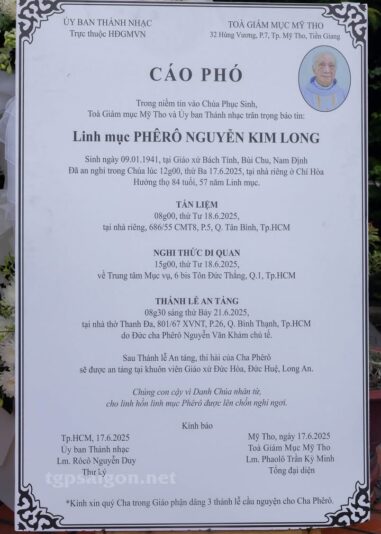 ỦY BAN THÁNH NHẠC
Trực thuộc HĐGMVN
TOÀ GIÁM MỤC MỸ THO
32 Hùng Vương, P.7, Tp. Mỹ Tho, Tiền Giang
CÁO PHÓ
Trong niềm tin vào Chúa Phục Sinh,
Toà Giám mục Mỹ Tho và Ủy ban Thánh nhạc trân trọng báo tin:
Linh mục PHÊRÔ NGUYỄN KIM LONG
Sinh ngày 09.01.1941, tại Giáo xứ Bách Tính, Bùi Chu, Nam Định
Đã an nghỉ trong Chúa lúc 12g00, thứ Ba 17.6.2025, tại nhà riêng ở Chí Hòa
Hưởng thọ 84 tuổi, 57 năm Linh mục.
TẨN LIỆM
08g00, thứ Tư 18.6.2025,
tại nhà riêng, 686/55 CMT8, P.5, Q. Tân Bình, Tp.HCM
NGHI THỨC DI QUAN
15g00, thứ Tư 18.6.2025,
về Trung tâm Mục vụ, 6 bis Tôn Đức Thắng, Q.1, Tp.HCM
THÁNH LỄ AN TÁNG
08g30 sáng thứ Bảy 21.6.2025,
tại nhà thờ Thanh Đa, 801/67 XVNT, P.26, Q. Bình Thạnh, Tp.HCM
do Đức cha Phêrô Nguyễn Văn Khảm chủ tế.
Sau Thánh lễ An táng, thi hài của Cha Phêrô
sẽ được an táng tại khuôn viên Giáo xứ Đức Hòa, Đức Huệ, Long An.
Chúng con cậy vì Danh Chúa nhân từ,
cho linh hồn linh mục Phêrô được lên chốn nghỉ ngơi.
Kính báo
Tp.HCM, 17.6.2025
Ủy ban Thánh nhạc
Lm. Rôcô Nguyễn Duy
Thư ký
Mỹ Tho, ngày 17.6.2025
Toà Giám Mục Mỹ Tho
Lm. Phaolô Trần Kỳ Minh
Tổng đại diện
tgpsaigon.net
*Kính xin quý Cha trong Giáo phận dâng 3 thánh lễ cầu nguyện cho Cha Phêrô.